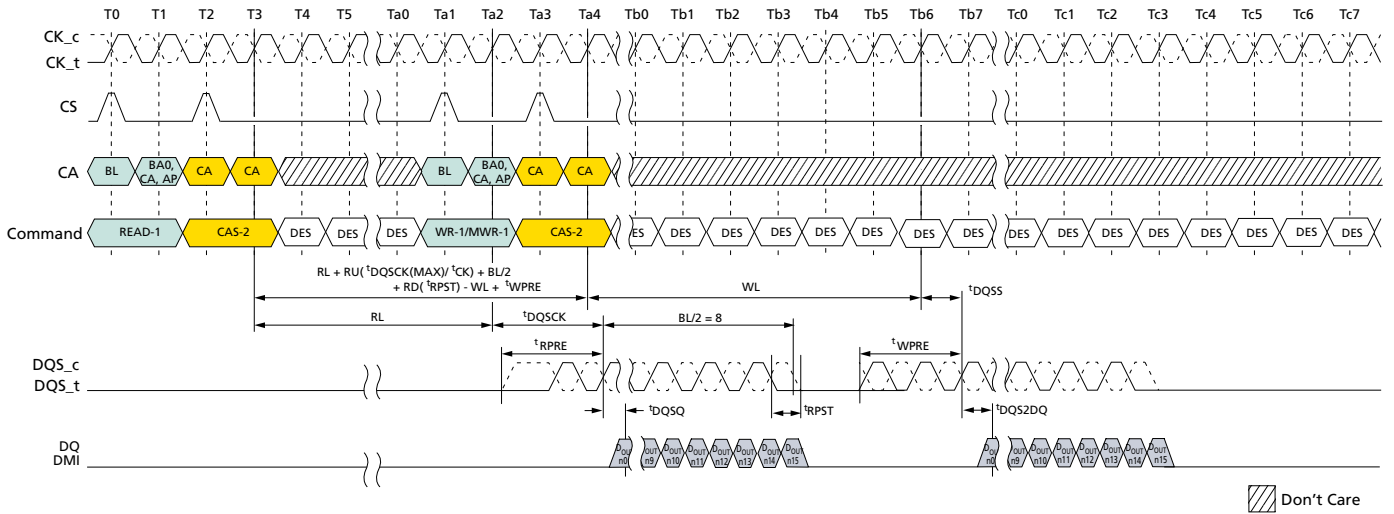 T0 T1 T2 T3 T4 T5 Ta0 Ta1 Ta2 Ta3 Ta4 Tb0 Tb1 Tb2 Tb3 Tb4 Tb5 Tb6 Tb7 Tc0 Tc1 Tc2 Tc3 Tc4 Tc5 Tc6 Tc7
CK_c
CK_t
CS
CA BL BA0, CA, AP CA CA BL BA0, CA, AP CA CA
Command READ-1 CAS-2 DES DES DES WR-1/MWR-1 CAS-2 DES DES DES DES DES DES DES DES DES DES DES DES DES DES DES DES
RL + RU( tDQSCK(MAX)/ tCK) + BL/2
+ RD( tRPST) - WL + tWPRE
WL
tDQSS
RL
tDQSCK
BL/2 = 8
tRPRE
tWPRE
DQS_c
DQS_t
tDQSQ
tRPST
tDQS2DQ
DQ
DMI
DOUT n0 DOUT n9 DOUT n10 DOUT n11 DOUT n12 DOUT n13 DOUT n14 DOUT n15
DOUT n0 DOUT n9 DOUT n10 DOUT n11 DOUT n12 DOUT n13 DOUT n14 DOUT n15
Don't Care